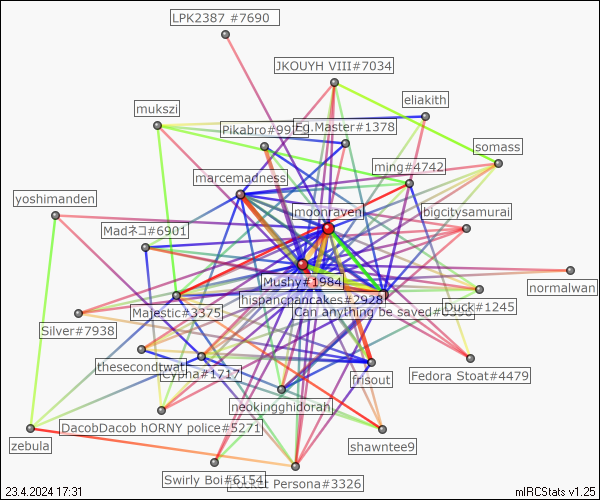 LPK2387 #7690
JKOUYH VIII#7034
eliakith
mukszi
Eg.Master#1378
Pikabro#99
somass
ming#4742
marcemadness
yoshimanden
moonraven
bigcitysamurai
Madネコ#6901
Mushy#1984
normalwan
hispancpancakes#2928
Duck#1245
Majestic#3375
Can.anything be saved#
Silver#7938
thesecondtwat
Cypha#1717
Fedora Stoat#4479
frisout
neokingghidorah
DacobDacob hORNY police#5271
zebula
shawntee9
Swirly Boi#6154
Persona#3326
23.4.2024 17:31
mIRCStats v1.25